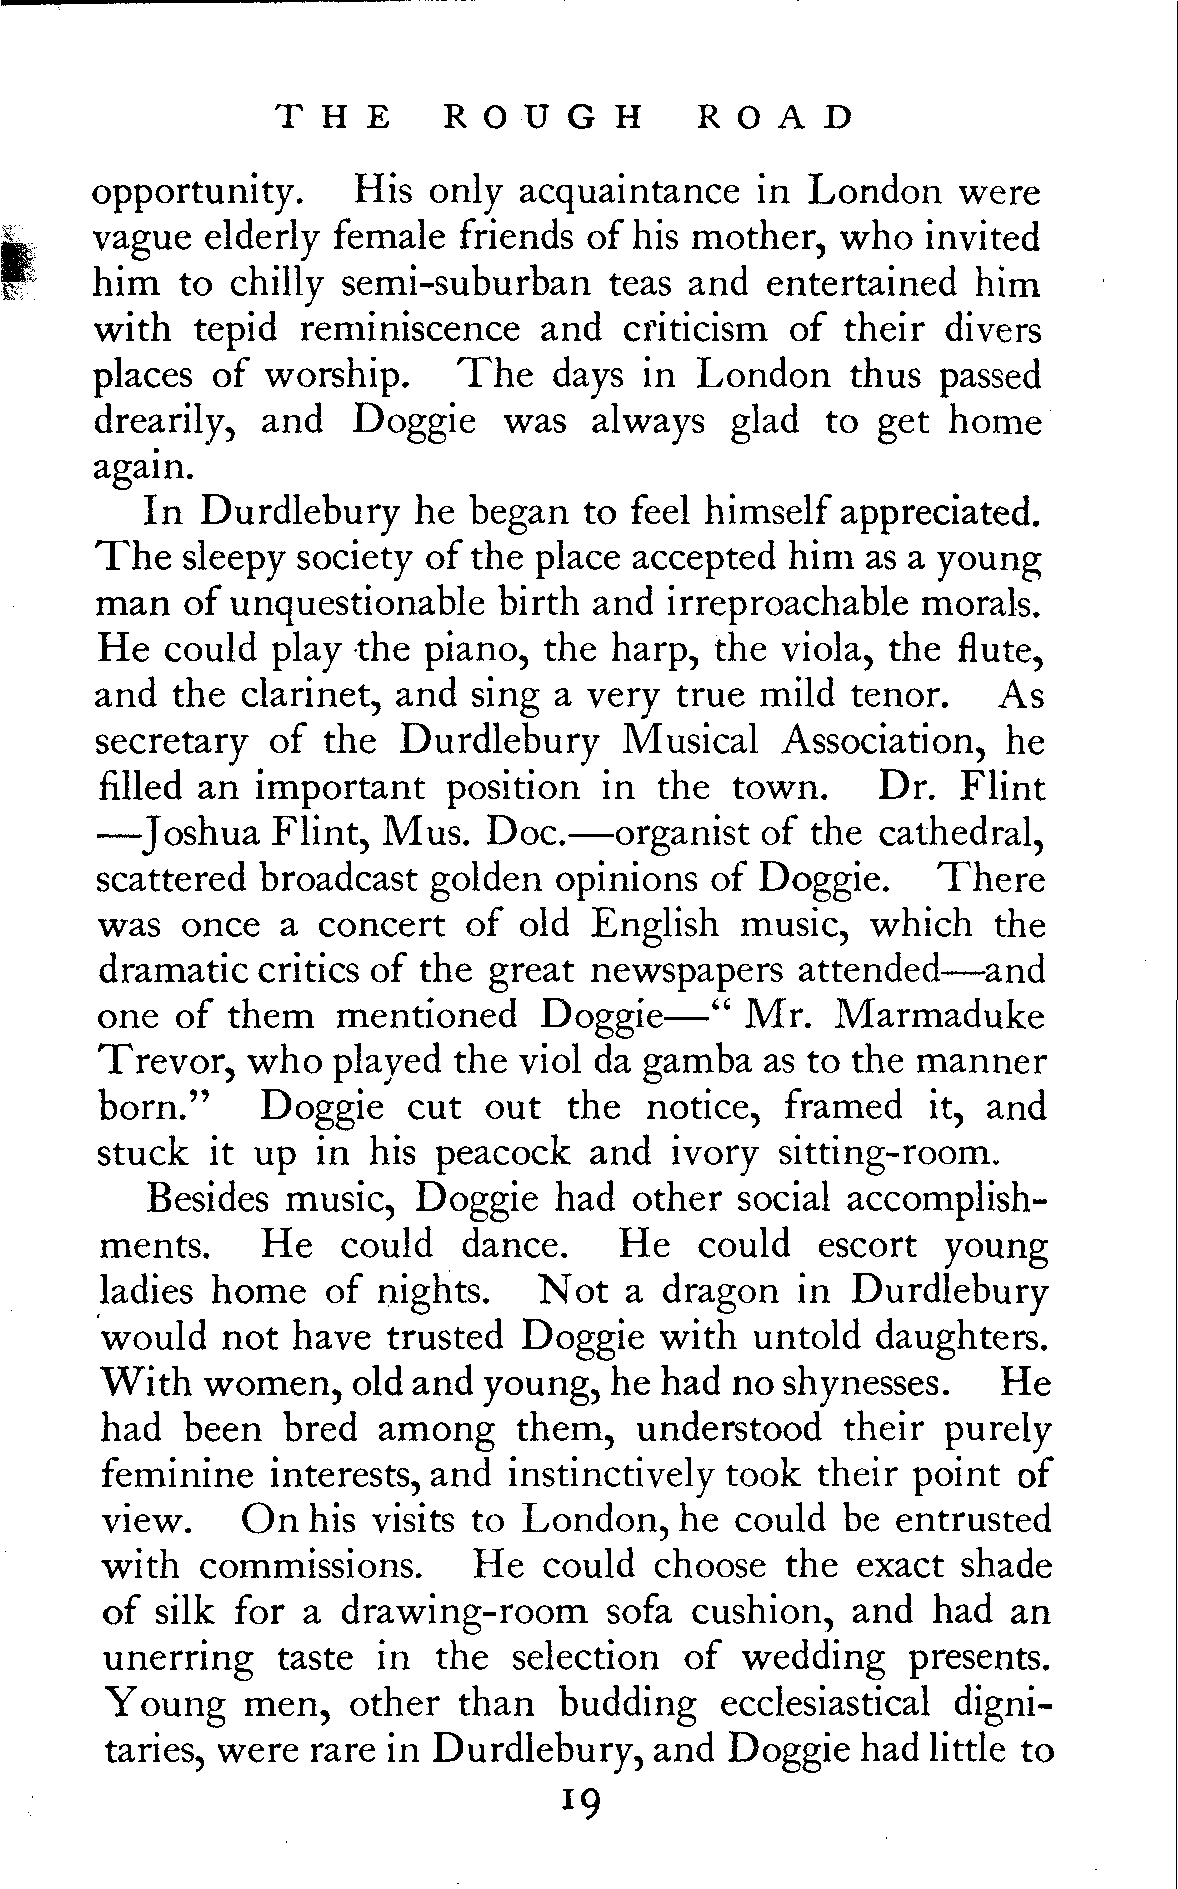 THE ROUGH ROAD
opportunity. His only acquaintance in London were
vague elderly female friends of his mother, who invited
him to chilly semi-suburban teas and entertained him
with tepid reminiscence and criticism of their divers
places of worship. The days in London thus passed
drearily, and Doggie was always glad to get home
again.
In Durdlebury he began to feel himself appreciated.
The sleepy society of the place accepted him as a young
man of unquestionable birth and irreproachable morals.
He could play the piano, the harp, the viola, the flute,
and the clarinet, and sing a very true mild tenor. As
secretary of the Durdlebury Musical Association, he
filled an important position in the town. Dr. Flint
—Joshua Flint, Mus. Doc.—organist of the cathedral,
scattered broadcast golden opinions of Doggie. There
was once a concert of old English music, which the
dramatic critics of the great newspapers attended—and
one of them mentioned Doggie—“ Mr. Marmaduke
Trevor, who played the viol da gamba as to the manner
born.” Doggie cut out the notice, framed it, and
stuck it up in his peacock and ivory sitting-room.
Besides music, Doggie had other social accomplish-
ments. He could dance. He could escort young
ladies home of nights. Not a dragon in Durdlebury
would not have trusted Doggie with untold daughters.
With women, old and young, he had no shynesses. He
had been bred among them, understood their purely
feminine interests, and instinctively took their point of
view. On his visits to London, he could be entrusted
with commissions. He could choose the exact shade
of silk for a drawing-room sofa cushion, and had an
unerring taste in the selection of wedding presents.
Young men, other than budding ecclesiastical digni-
taries, were rare in Durdlebury, and Doggie had little to
19